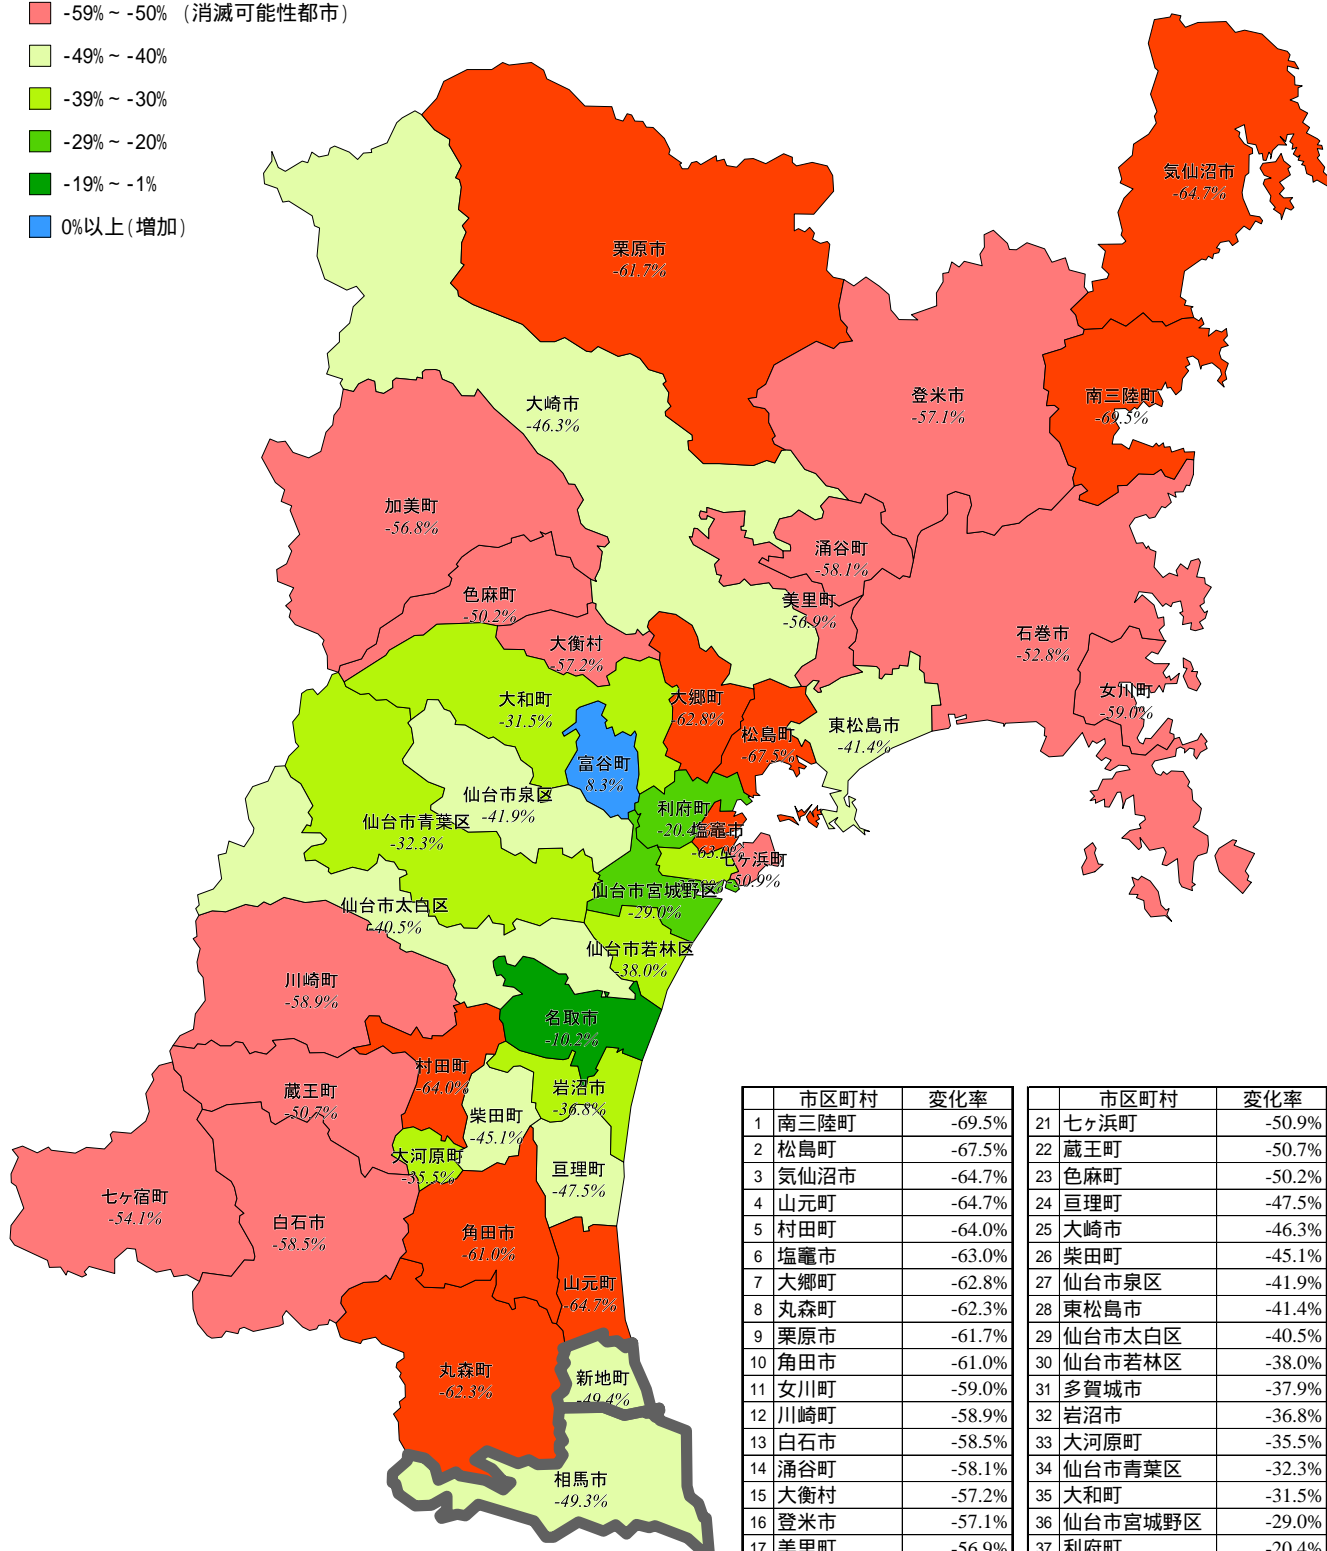 -59%~-50% (消滅可能性都市)
-49%~-40%
-39%~-30%
-29%~-20%
-19%~-1%
0%以上(増加)
気仙沼市
-64.7%
栗原市
-61.7%
登米市
-57.1%
南三陸町
-69.5%
大崎市
-46.3%
加美町
-56.8%
涌谷町
-58.1%
色麻町
-50.2%
美里町
-56.9%
大衡村
-57.2%
石巻市
-52.8%
女川町
-59.0%
大和町
-31.5%
大郷町
-62.8%
松島町
-67.5%
東松島市
-41.4%
富谷町
8.3%
仙台市泉区
-41.9%
利府町
-20.4%
塩竈市
-63.0%
仙台市青葉区
-32.3%
七ヶ浜町
-50.9%
仙台市宮城野区
-29.0%
仙台市太白区
-40.5%
仙台市若林区
-38.0%
川崎町
-58.9%
名取市
-10.2%
村田町
-64.0%
蔵王町
-50.7%
岩沼市
-36.8%
柴田町
-45.1%
大河原町
-35.5%
亘理町
-47.5%
七ヶ宿町
-54.1%
白石市
-58.5%
角田市
-61.0%
山元町
-64.7%
丸森町
-62.3%
新地町
-49.4%
相馬市
-49.3%
市区町村 変化率
1 南三陸町 -69.5%
2 松島町 -67.5%
3 気仙沼市 -64.7%
4 山元町 -64.7%
5 村田町 -64.0%
6 塩竈市 -63.0%
7 大郷町 -62.8%
8 丸森町 -62.3%
9 栗原市 -61.7%
10 角田市 -61.0%
11 女川町 -59.0%
12 川崎町 -58.9%
13 白石市 -58.5%
14 涌谷町 -58.1%
15 大衡村 -57.2%
16 登米市 -57.1%
17 美里町 -56.9%
市区町村 変化率
21 七ヶ浜町 -50.9%
22 蔵王町 -50.7%
23 色麻町 -50.2%
24 亘理町 -47.5%
25 大崎市 -46.3%
26 柴田町 -45.1%
27 仙台市泉区 -41.9%
28 東松島市 -41.4%
29 仙台市太白区 -40.5%
30 仙台市若林区 -38.0%
31 多賀城市 -37.9%
32 岩沼市 -36.8%
33 大河原町 -35.5%
34 仙台市青葉区 -32.3%
35 大和町 -31.5%
36 仙台市宮城野区 -29.0%
37 利府町 -20.4%